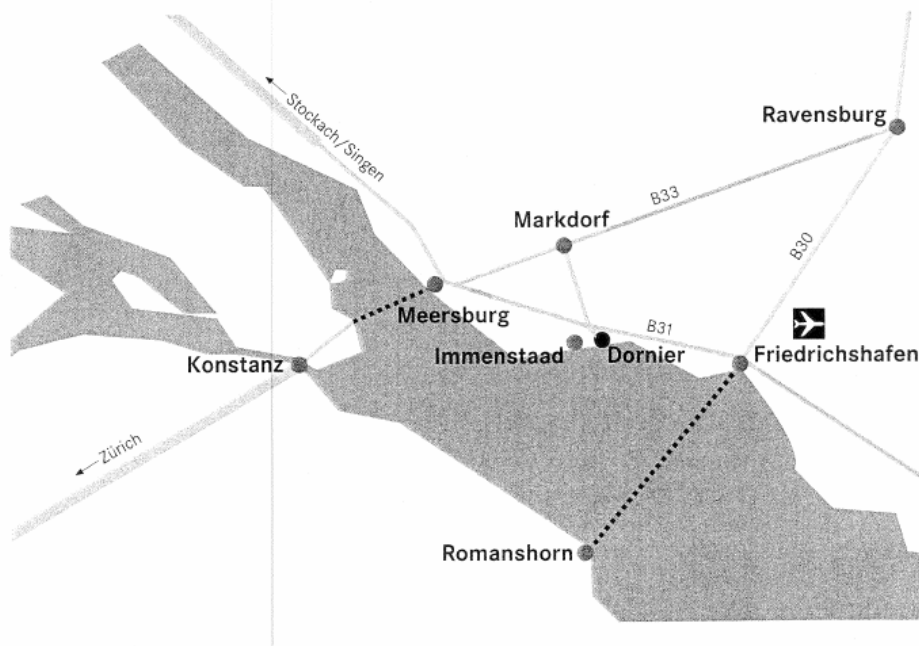 Stockach/Singen
Ravensburg
B33
Markdorf
B30
Meersburg
B31
Immenstaad
Dornier
Friedrichshafen
Konstanz
Zürich
Romanshorn